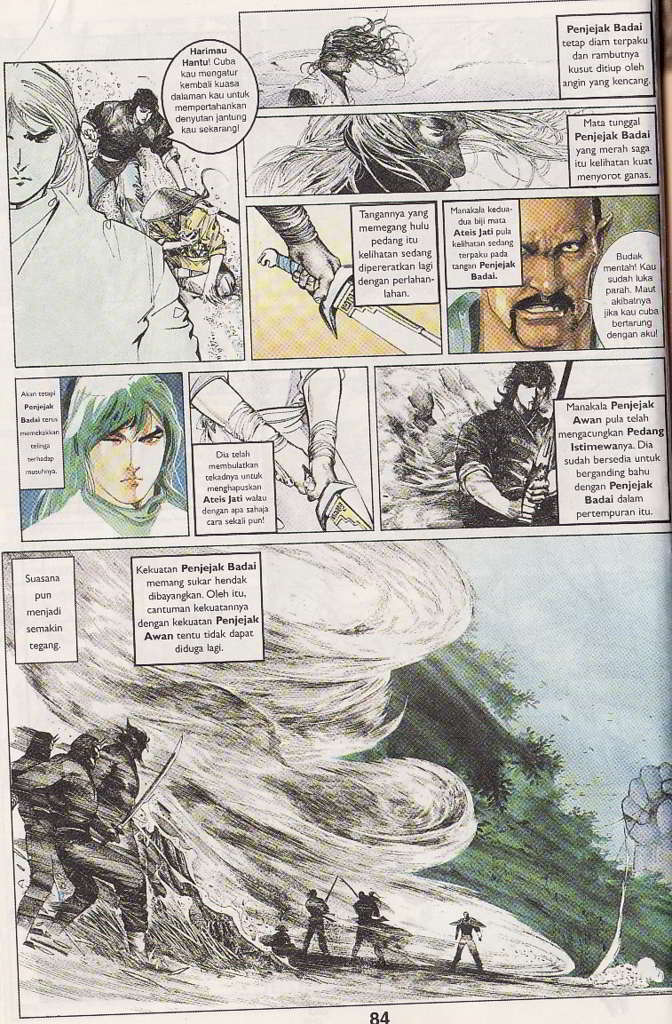 Penjejak Badai
tetap diam terpaku
dan rambutnya
kusut ditiup oleh
angin yang kencang.
Harimau
Hantu! Cuba
kau mengatur
kembali kuasa
dalaman kau untuk
mempertahankan
denyutan jantung
kau sekarang!
Mata tunggal
Penjejak Badai
yang merah saga
itu kelihatan kuat
menyorot ganas.
Tangannya yang
memegang hulu
pedang itu
kelihatan sedang
dipereratkan lagi
dengan perlahan-
lahan.
Manakala kedua-
dua biji mata
Ateis Jati pula
kelihatan sedang
terpaku pada
tangan Penjejak
Badai.
Budak
mentah! Kau
sudah luka
parah. Maut
akibatnya
jika kau cuba
bertarung
dengan aku!
Akan tetapi
Penjejak
Badai terus
memekakkan
telinga
terhadap
musuhnya.
Dia telah
membulatkan
tekadnya untuk
menghapuskan
Ateis Jati walau
dengan apa sahaja
cara sekali pun!
Manakala Penjejak
Awan pula telah
mengacungkan Pedang
Istimewanya. Dia
sudah bersedia untuk
berganding bahu
dengan Penjejak
Badai dalam
pertempuran itu.
Suasana
pun
menjadi
semakin
tegang.
Kekuatan Penjejak Badai
memang sukar hendak
dibayangkan. Oleh itu,
cantuman kekuatannya
dengan kekuatan Penjejak
Awan tentu tidak dapat
diduga lagi.
84